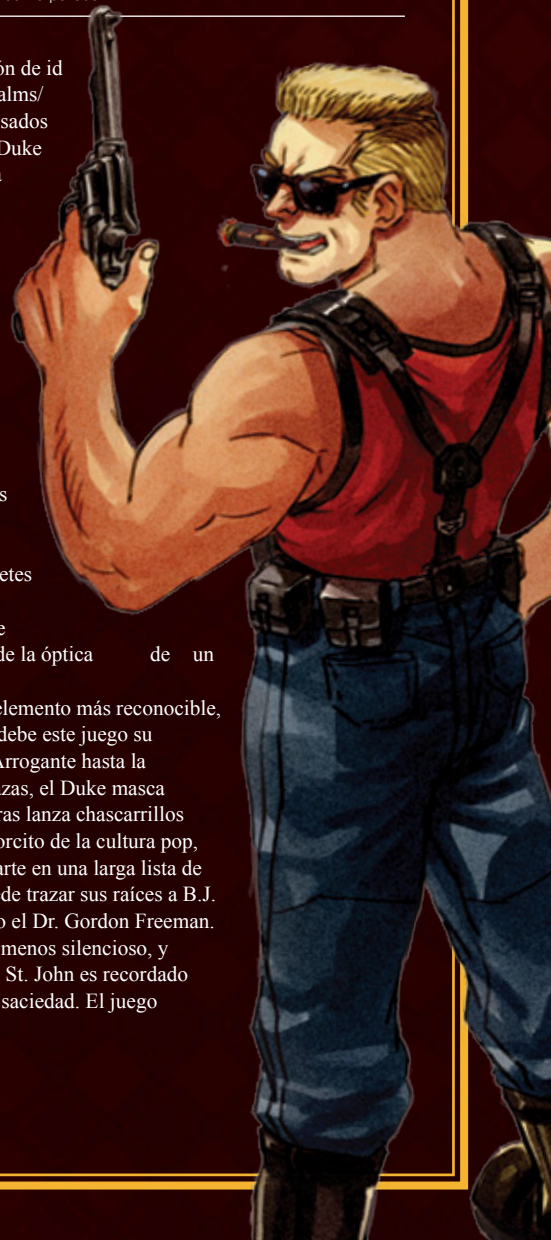 ón de id
alms/
sados
Duke
s
etes
e
de la óptica de un
elemento más reconocible,
debe este juego su
Arrogante hasta la
azas, el Duke masca
ras lanza chascarrillos
orcito de la cultura pop,
arte en una larga lista de
de trazar sus raíces a B.J.
o el Dr. Gordon Freeman.
menos silencioso, y
St. John es recordado
saciedad. El juego